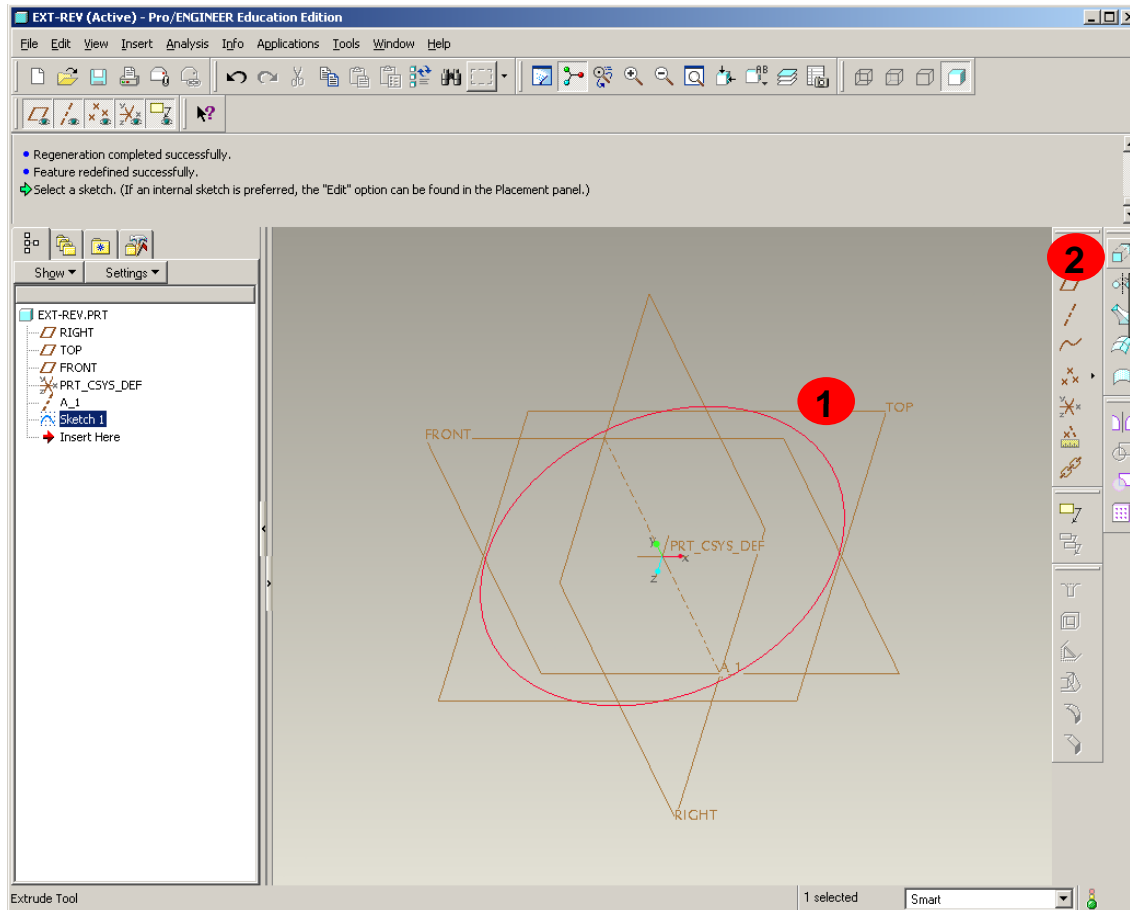 EXT-REV (Active) - Pro/ENGINEER Education Edition
File Edit View Insert Analysis Info Applications Tools Window Help
• Regeneration completed successfully.
• Feature redefined successfully.
Select a sketch. (If an internal sketch is preferred, the "Edit" option can be found in the Placement panel.)
Show Settings
EXT-REV.PRT
RIGHT
TOP
FRONT
PRT_CSYS_DEF
A_1
Sketch 1
Insert Here
2
1
TOP
FRONT
Y PRT_CSYS_DEF
X
Z
A_1
RIGHT
Extrude Tool 1 selected Smart